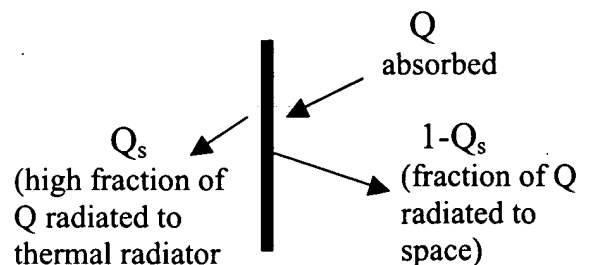 Q
absorbed
Qs
(high fraction of
Q radiated to
thermal radiator
1-Qs
(fraction of Q
radiated to
space)